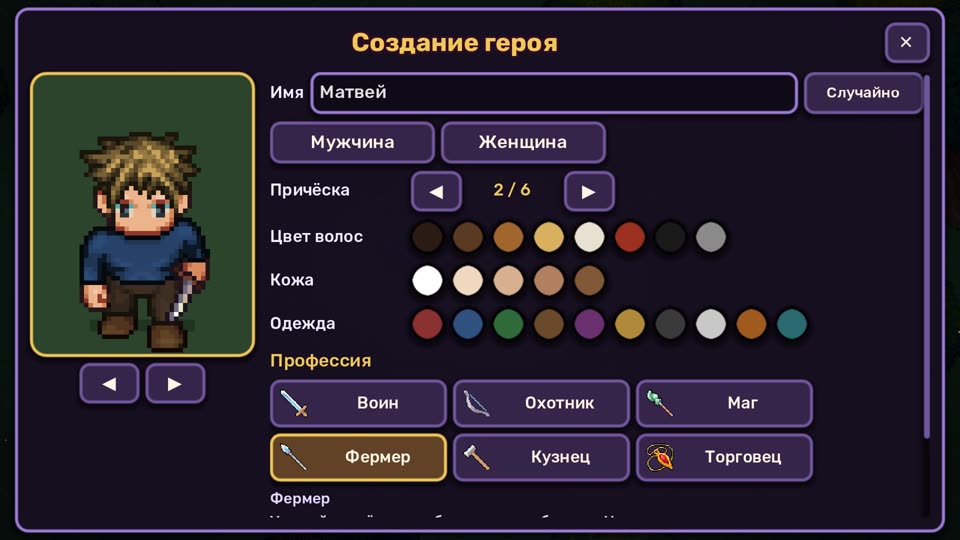 Создание героя
×
Имя
Матвей
Случайно
Мужчина
Женщина
Причёска
◀
2 / 6
▶
Цвет волос
Кожа
Одежда
◀
▶
Профессия
Воин
Охотник
Маг
Фермер
Кузнец
Торговец
Фермер